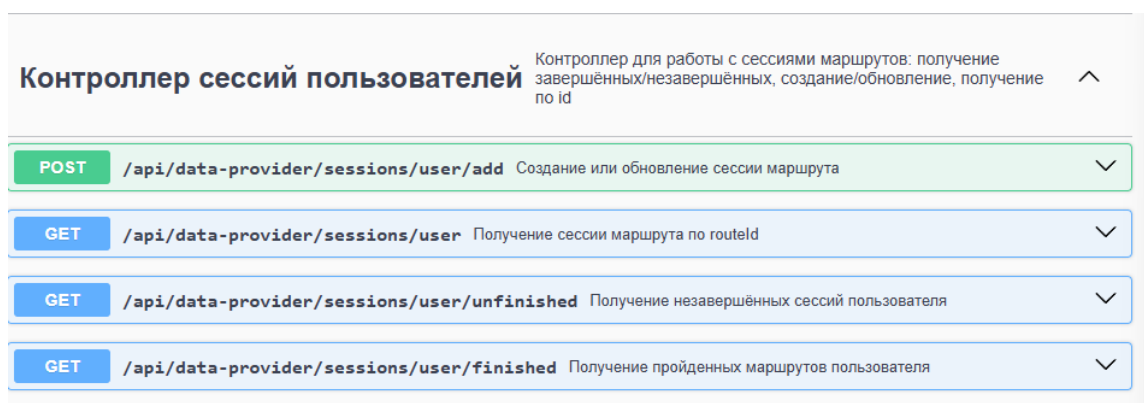 Контроллер сессий пользователей
Контроллер для работы с сессиями маршрутов: получение
завершённых/незавершённых, создание/обновление, получение
по id
POST /api/data-provider/sessions/user/add Создание или обновление сессии маршрута
GET /api/data-provider/sessions/user Получение сессии маршрута по routeId
GET /api/data-provider/sessions/user/unfinished Получение незавершённых сессий пользователя
GET /api/data-provider/sessions/user/finished Получение пройденных маршрутов пользователя